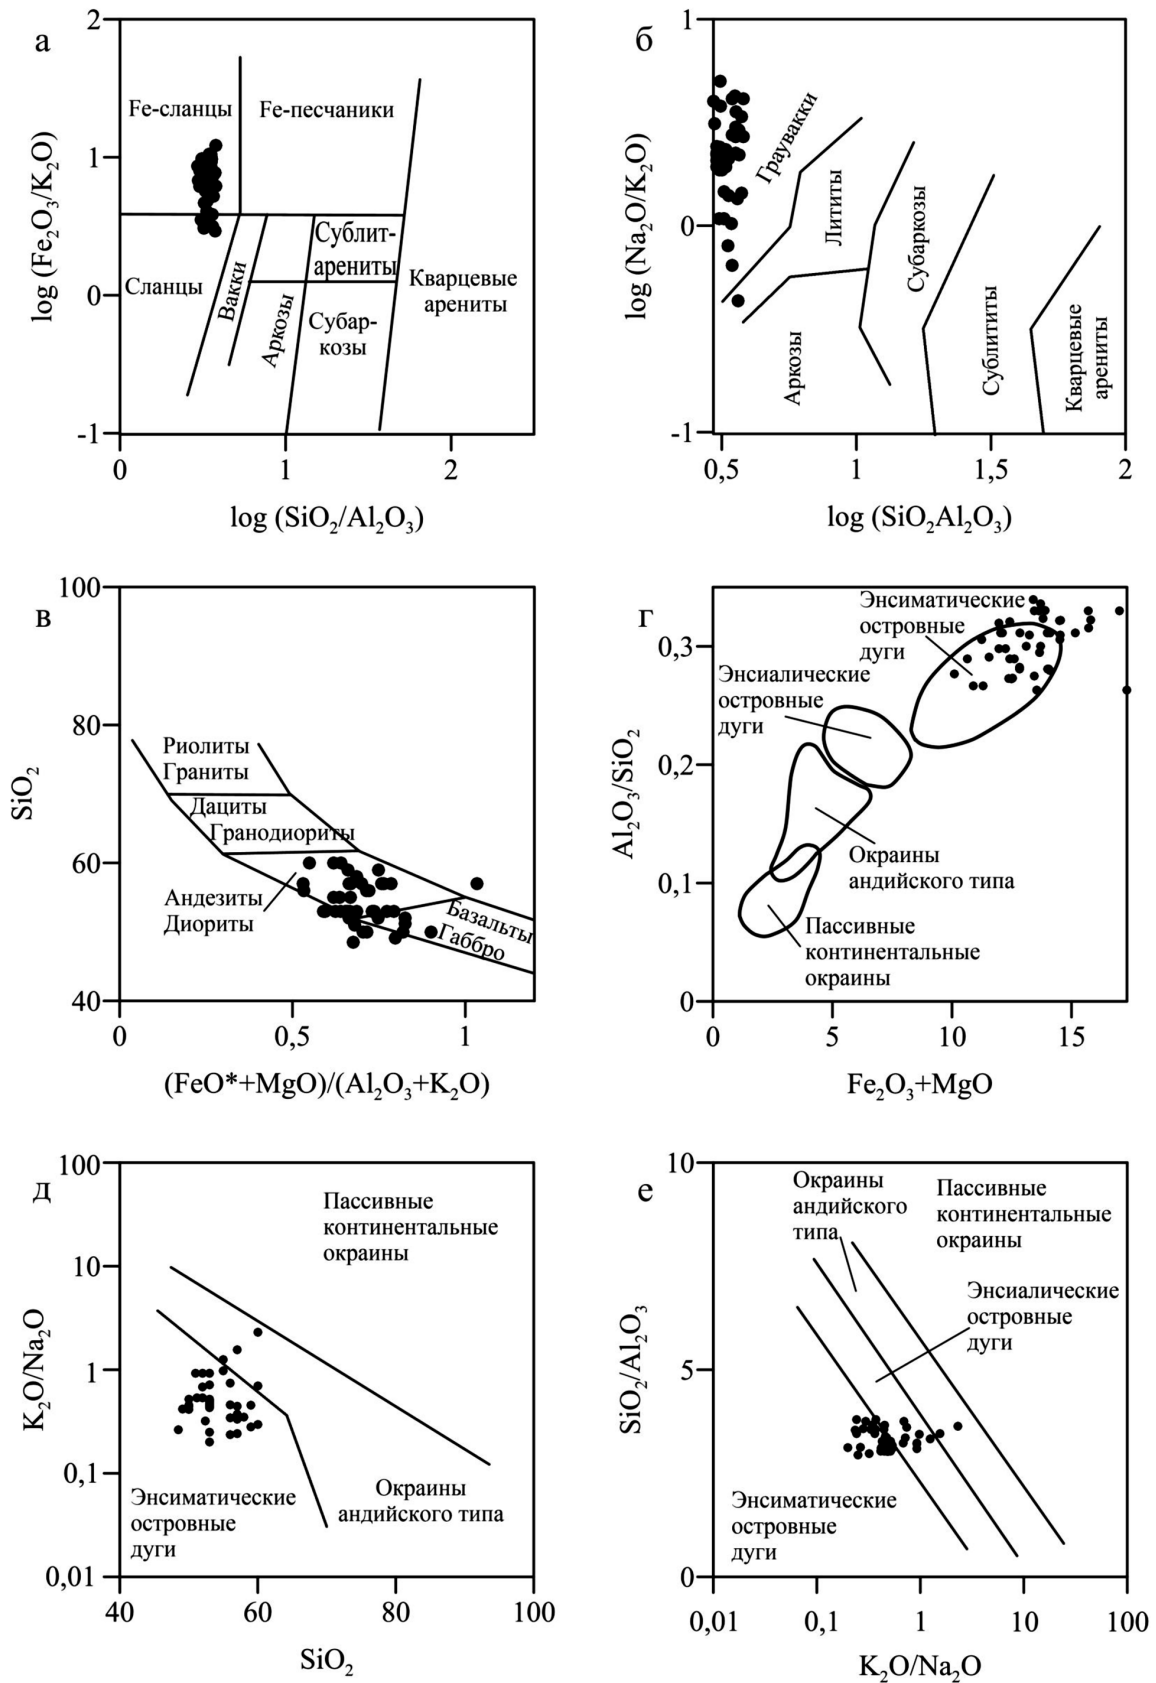 а
2
1
0
-1
log (Fe₂O₃/K₂O)
Fe-сланцы
Fe-песчаники
Сланцы
Вакки
Аркозы
Сублит-
арениты
Субар-
козы
Кварцевые
арениты
0
1
2
log (SiO₂/Al₂O₃)
б
1
0
-1
log (Na₂O/K₂O)
Граувакки
Лититы
Субаркозы
Аркозы
Сублититы
Кварцевые
арениты
0,5
1
1,5
2
log (SiO₂Al₂O₃)
в
100
80
60
40
SiO₂
Риолиты
Граниты
Дациты
Гранодиориты
Андезиты
Диориты
Базальты
Габбро
0
0,5
1
(FeO*+MgO)/(Al₂O₃+K₂O)
г
0,3
0,2
0,1
0
Al₂O₃/SiO₂
Энсиматические
островные
дуги
Энсиалические
островные
дуги
Окраины
андийского типа
Пассивные
континентальные
окраины
0
5
10
15
Fe₂O₃+MgO
д
100
10
1
0,1
0,01
K₂O/Na₂O
Пассивные
континентальные
окраины
Энсиматические
островные
дуги
Окраины
андийского типа
40
60
80
100
SiO₂
е
10
5
0
SiO₂/Al₂O₃
Окраины
андийского
типа
Пассивные
континентальные
окраины
Энсиалические
островные
дуги
Энсиматические
островные
дуги
0,01
0,1
1
10
100
K₂O/Na₂O